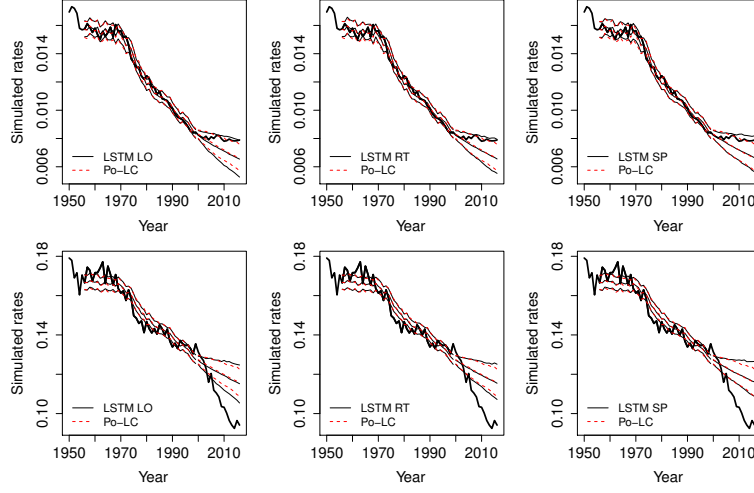 Simulated rates
0.006 0.010 0.014
LSTM LO
Po−LC
1950 1970 1990 2010
Year
Simulated rates
0.006 0.010 0.014
LSTM RT
Po−LC
1950 1970 1990 2010
Year
Simulated rates
0.006 0.010 0.014
LSTM SP
Po−LC
1950 1970 1990 2010
Year
Simulated rates
0.10 0.14 0.18
LSTM LO
Po−LC
1950 1970 1990 2010
Year
Simulated rates
0.10 0.14 0.18
LSTM RT
Po−LC
1950 1970 1990 2010
Year
Simulated rates
0.10 0.14 0.18
LSTM SP
Po−LC
1950 1970 1990 2010
Year